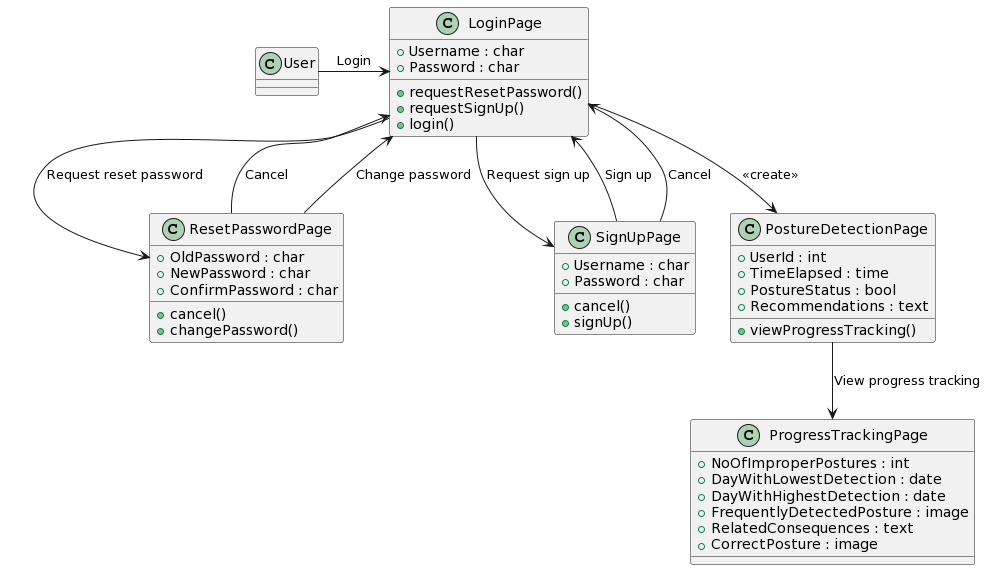 C LoginPage
Username : char
Password : char
requestResetPassword()
requestSignUp()
login()
C User
Login
Request reset password
Cancel
Change password
Request sign up
Sign up
Cancel
«create»
C ResetPasswordPage
OldPassword : char
NewPassword : char
ConfirmPassword : char
cancel()
changePassword()
C SignUpPage
Username : char
Password : char
cancel()
signUp()
C PostureDetectionPage
UserId : int
TimeElapsed : time
PostureStatus : bool
Recommendations : text
viewProgressTracking()
View progress tracking
C ProgressTrackingPage
NoOfImproperPostures : int
DayWithLowestDetection : date
DayWithHighestDetection : date
FrequentlyDetectedPosture : image
RelatedConsequences : text
CorrectPosture : image